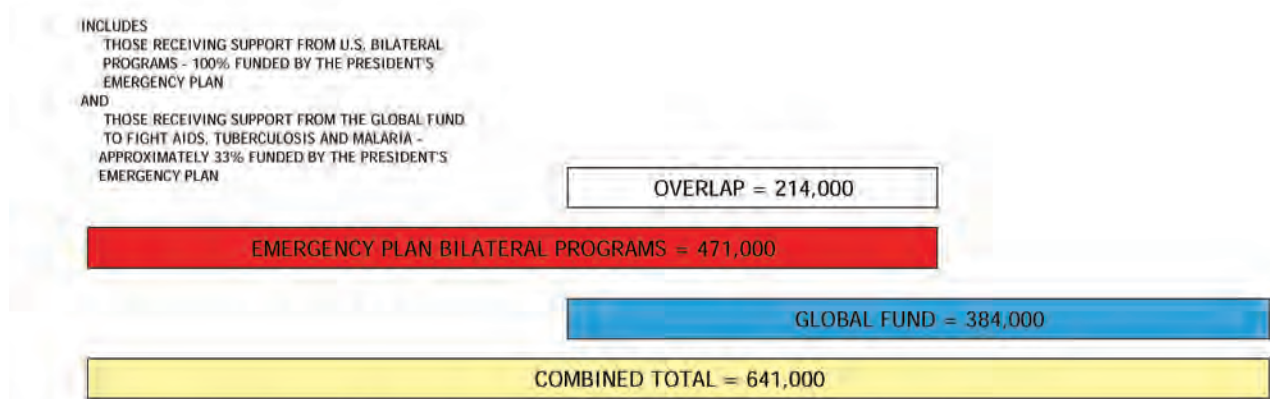 INCLUDES
THOSE RECEIVING SUPPORT FROM U.S. BILATERAL
PROGRAMS - 100% FUNDED BY THE PRESIDENT'S
EMERGENCY PLAN
AND
THOSE RECEIVING SUPPORT FROM THE GLOBAL FUND
TO FIGHT AIDS, TUBERCULOSIS AND MALARIA -
APPROXIMATELY 33% FUNDED BY THE PRESIDENT'S
EMERGENCY PLAN
OVERLAP = 214,000
EMERGENCY PLAN BILATERAL PROGRAMS = 471,000
GLOBAL FUND = 384,000
COMBINED TOTAL = 641,000